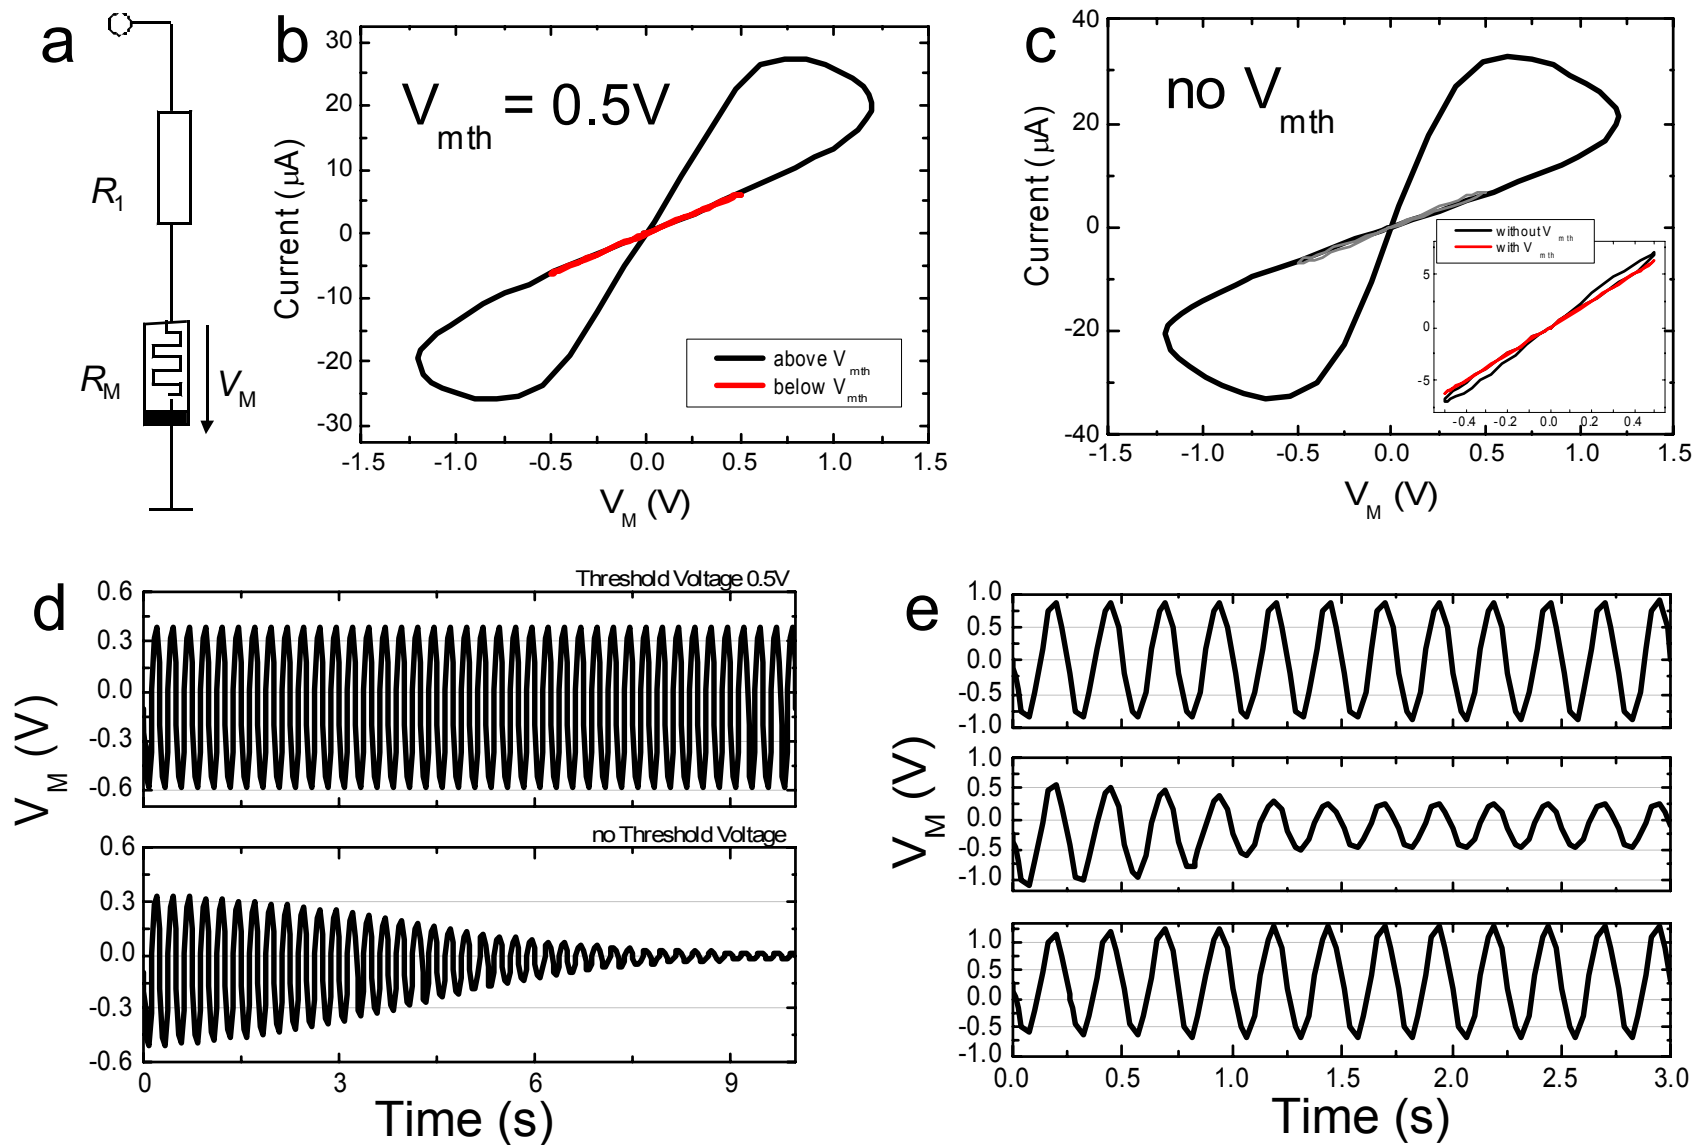 a
R1
RM
VM
b
Vmth = 0.5V
Current (μA)
30
20
10
0
-10
-20
-30
above Vmth
below Vmth
-1.5 -1.0 -0.5 0.0 0.5 1.0 1.5
VM (V)
c
no Vmth
Current (μA)
40
20
0
-20
-40
without Vmth
with Vmth
5
0
-5
-0.4 -0.2 0.0 0.2 0.4
-1.5 -1.0 -0.5 0.0 0.5 1.0 1.5
VM (V)
d
Threshold Voltage 0.5V
0.6
0.3
0.0
-0.3
-0.6
VM (V)
no Threshold Voltage
0.6
0.3
0.0
-0.3
-0.6
0 3 6 9
Time (s)
e
1.0
0.5
0.0
-0.5
-1.0
VM (V)
1.0
0.5
0.0
-0.5
-1.0
1.0
0.5
0.0
-0.5
-1.0
0.0 0.5 1.0 1.5 2.0 2.5 3.0
Time (s)